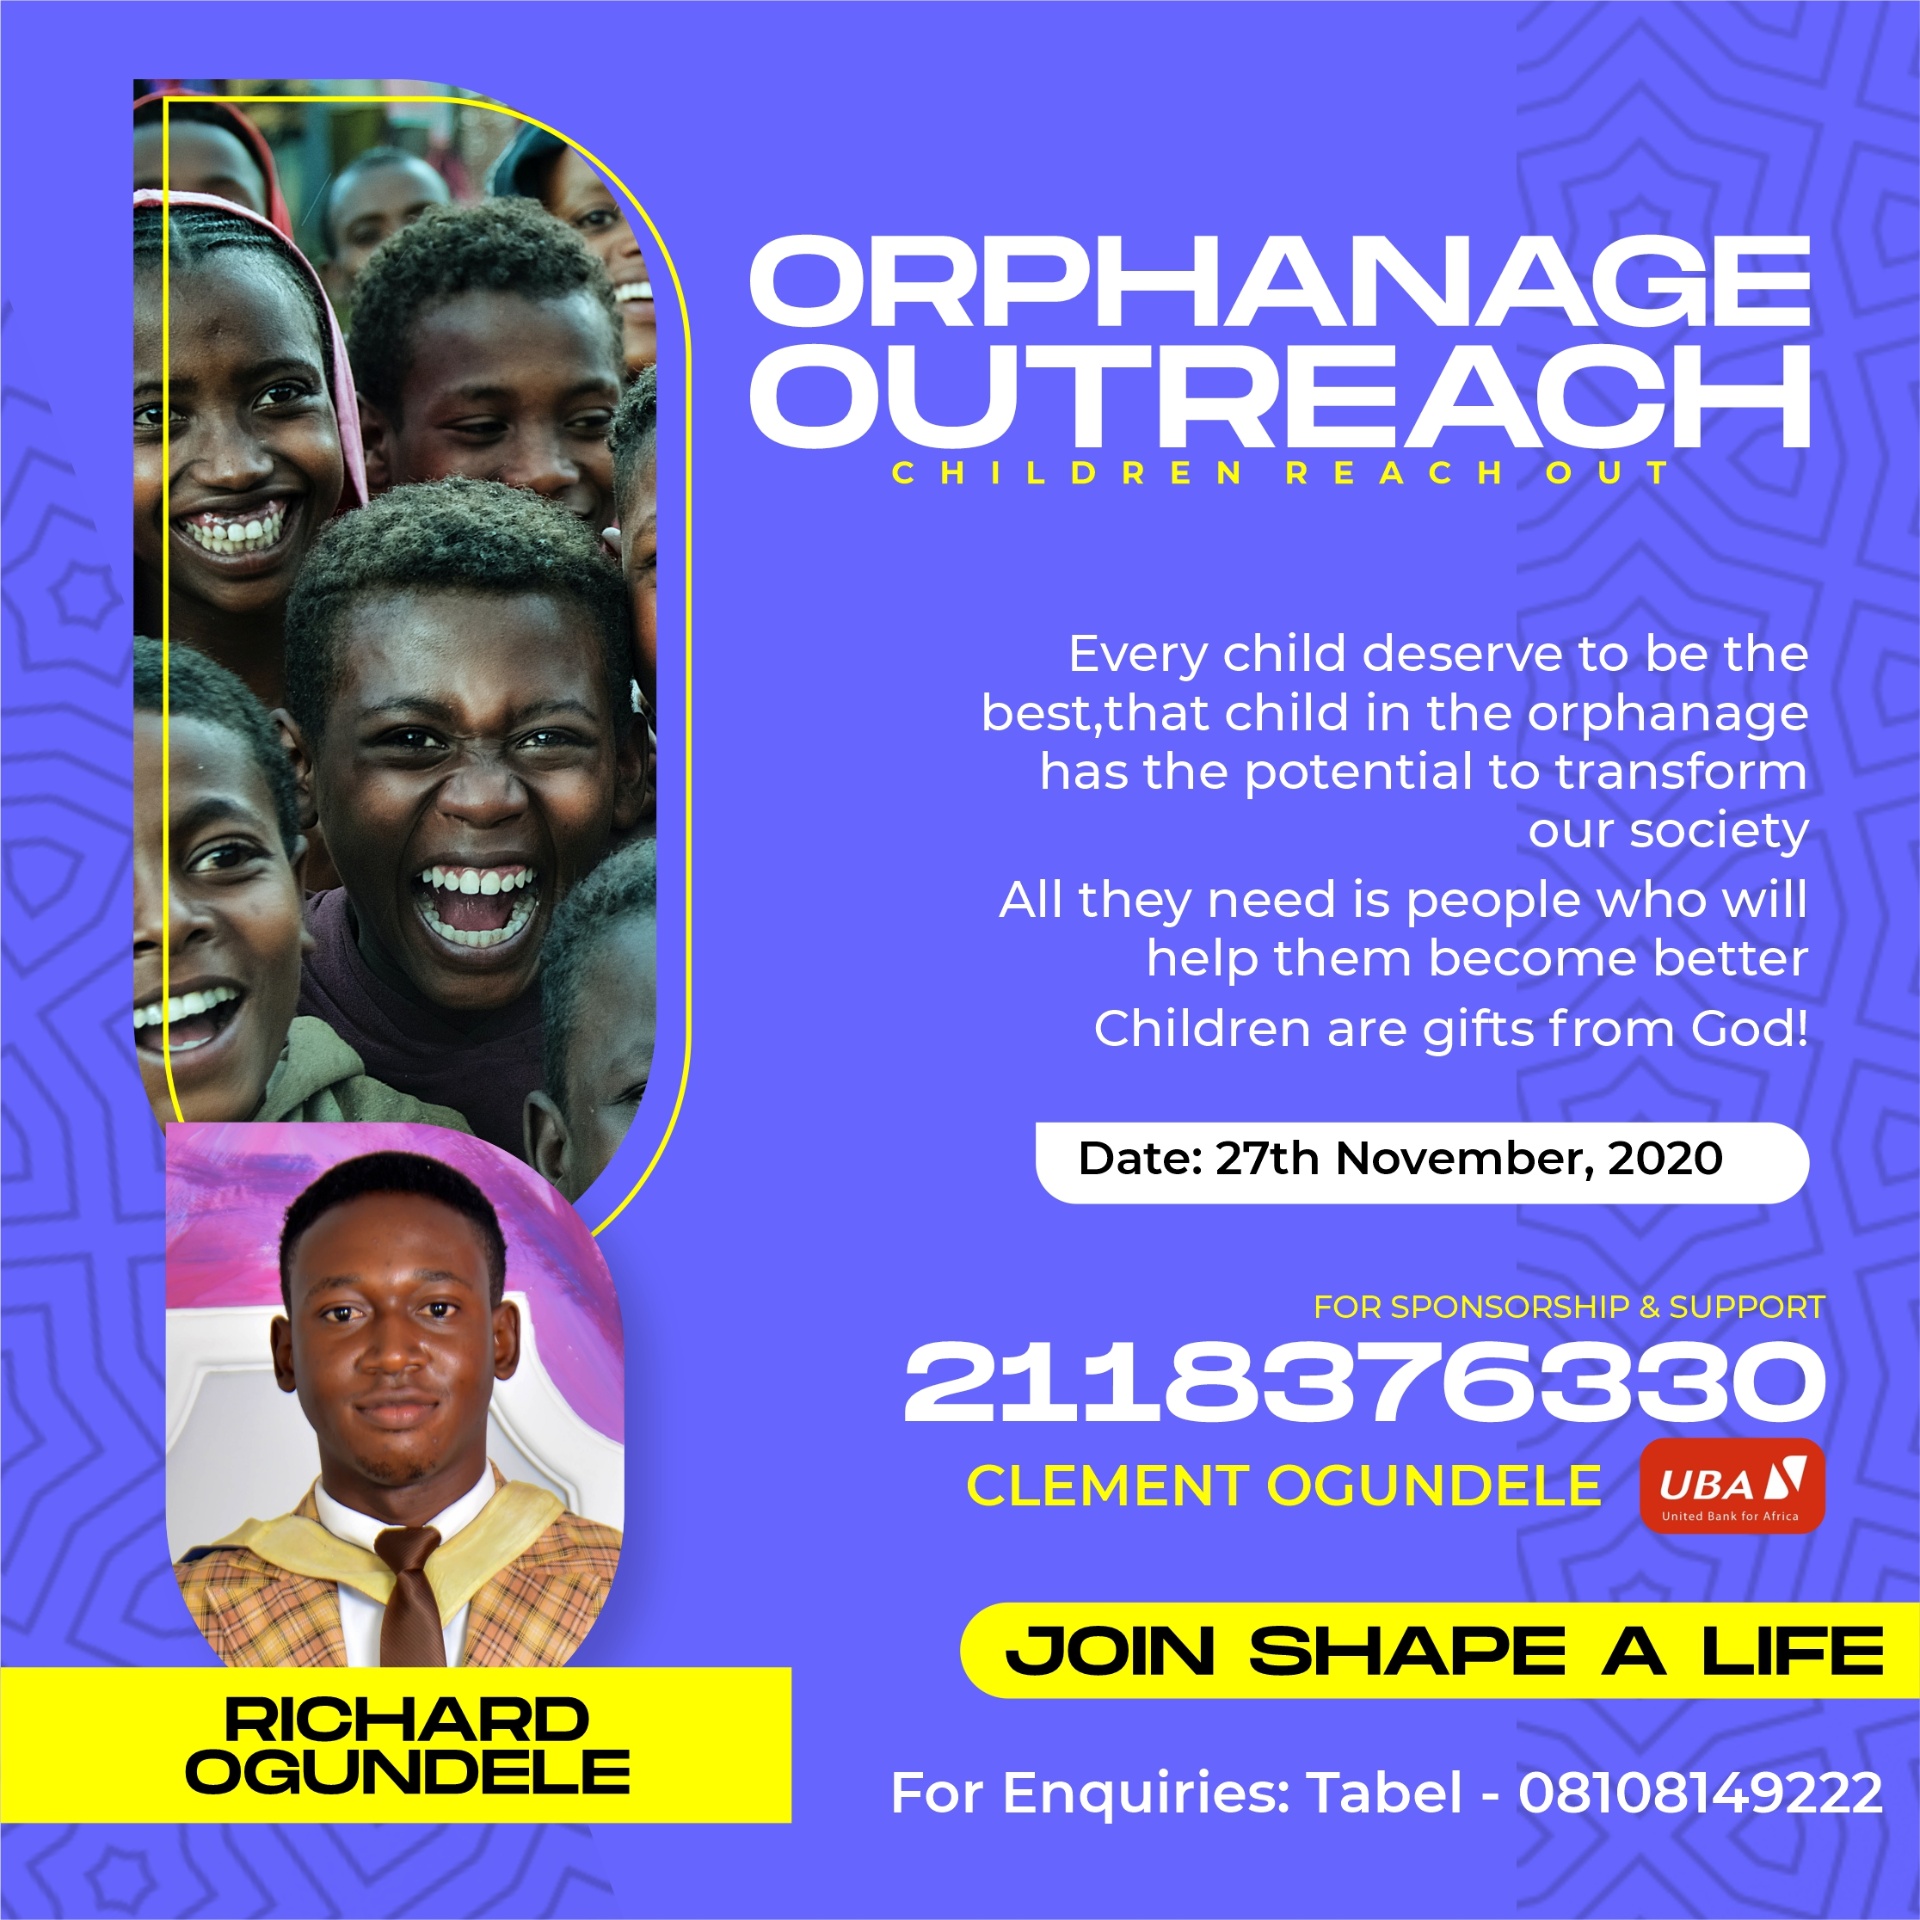 ORPHANAGE
OUTREACH
CHILDREN REACH OUT
Every child deserve to be the
best,that child in the orphanage
has the potential to transform
our society
All they need is people who will
help them become better
Children are gifts from God!
Date: 27th November, 2020
FOR SPONSORSHIP & SUPPORT
2118376330
CLEMENT OGUNDELE
UBA
United Bank for Africa
JOIN SHAPE A LIFE
RICHARD
OGUNDELE
For Enquiries: Tabel - 08108149222